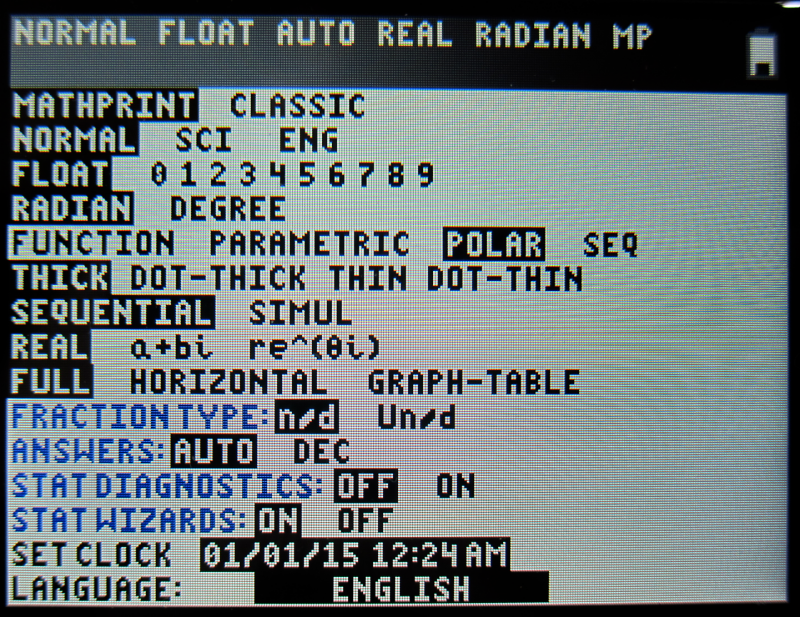 NORMAL FLOAT AUTO REAL RADIAN MP
MATHPRINT CLASSIC
NORMAL SCI ENG
FLOAT 0 1 2 3 4 5 6 7 8 9
RADIAN DEGREE
FUNCTION PARAMETRIC POLAR SEQ
THICK DOT-THICK THIN DOT-THIN
SEQUENTIAL SIMUL
REAL a+bi re^(θi)
FULL HORIZONTAL GRAPH-TABLE
FRACTION TYPE: n/d Un/d
ANSWERS: AUTO DEC
STAT DIAGNOSTICS: OFF ON
STAT WIZARDS: ON OFF
SET CLOCK 01/01/15 12:24 AM
LANGUAGE: ENGLISH